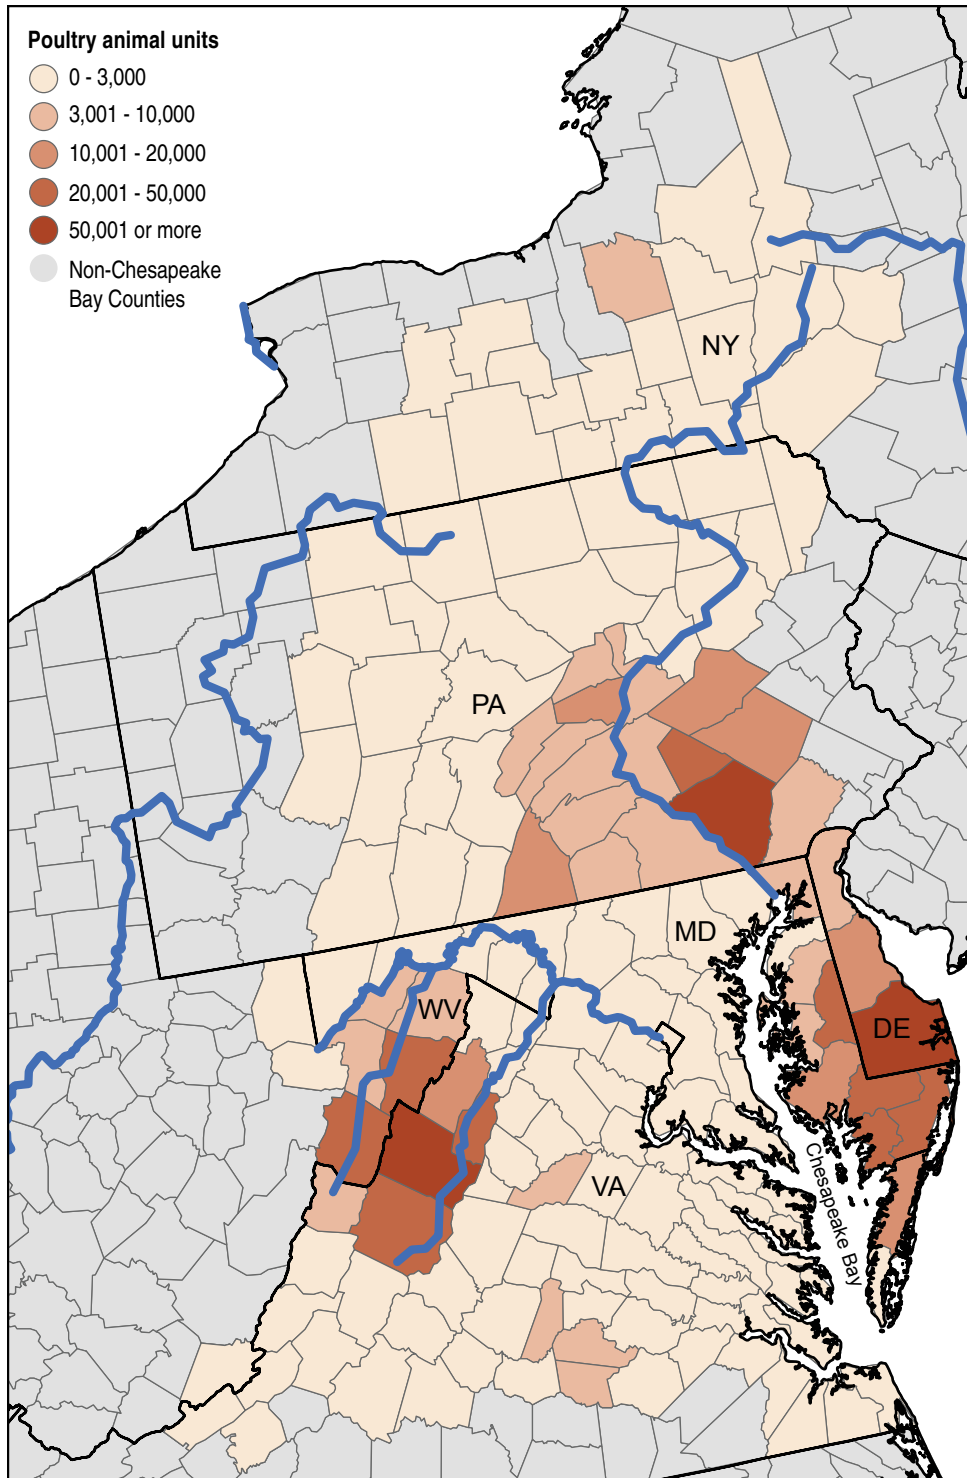 Poultry animal units
0 - 3,000
3,001 - 10,000
10,001 - 20,000
20,001 - 50,000
50,001 or more
Non-Chesapeake
Bay Counties
NY
PA
MD
WV
DE
VA
Chesapeake Bay